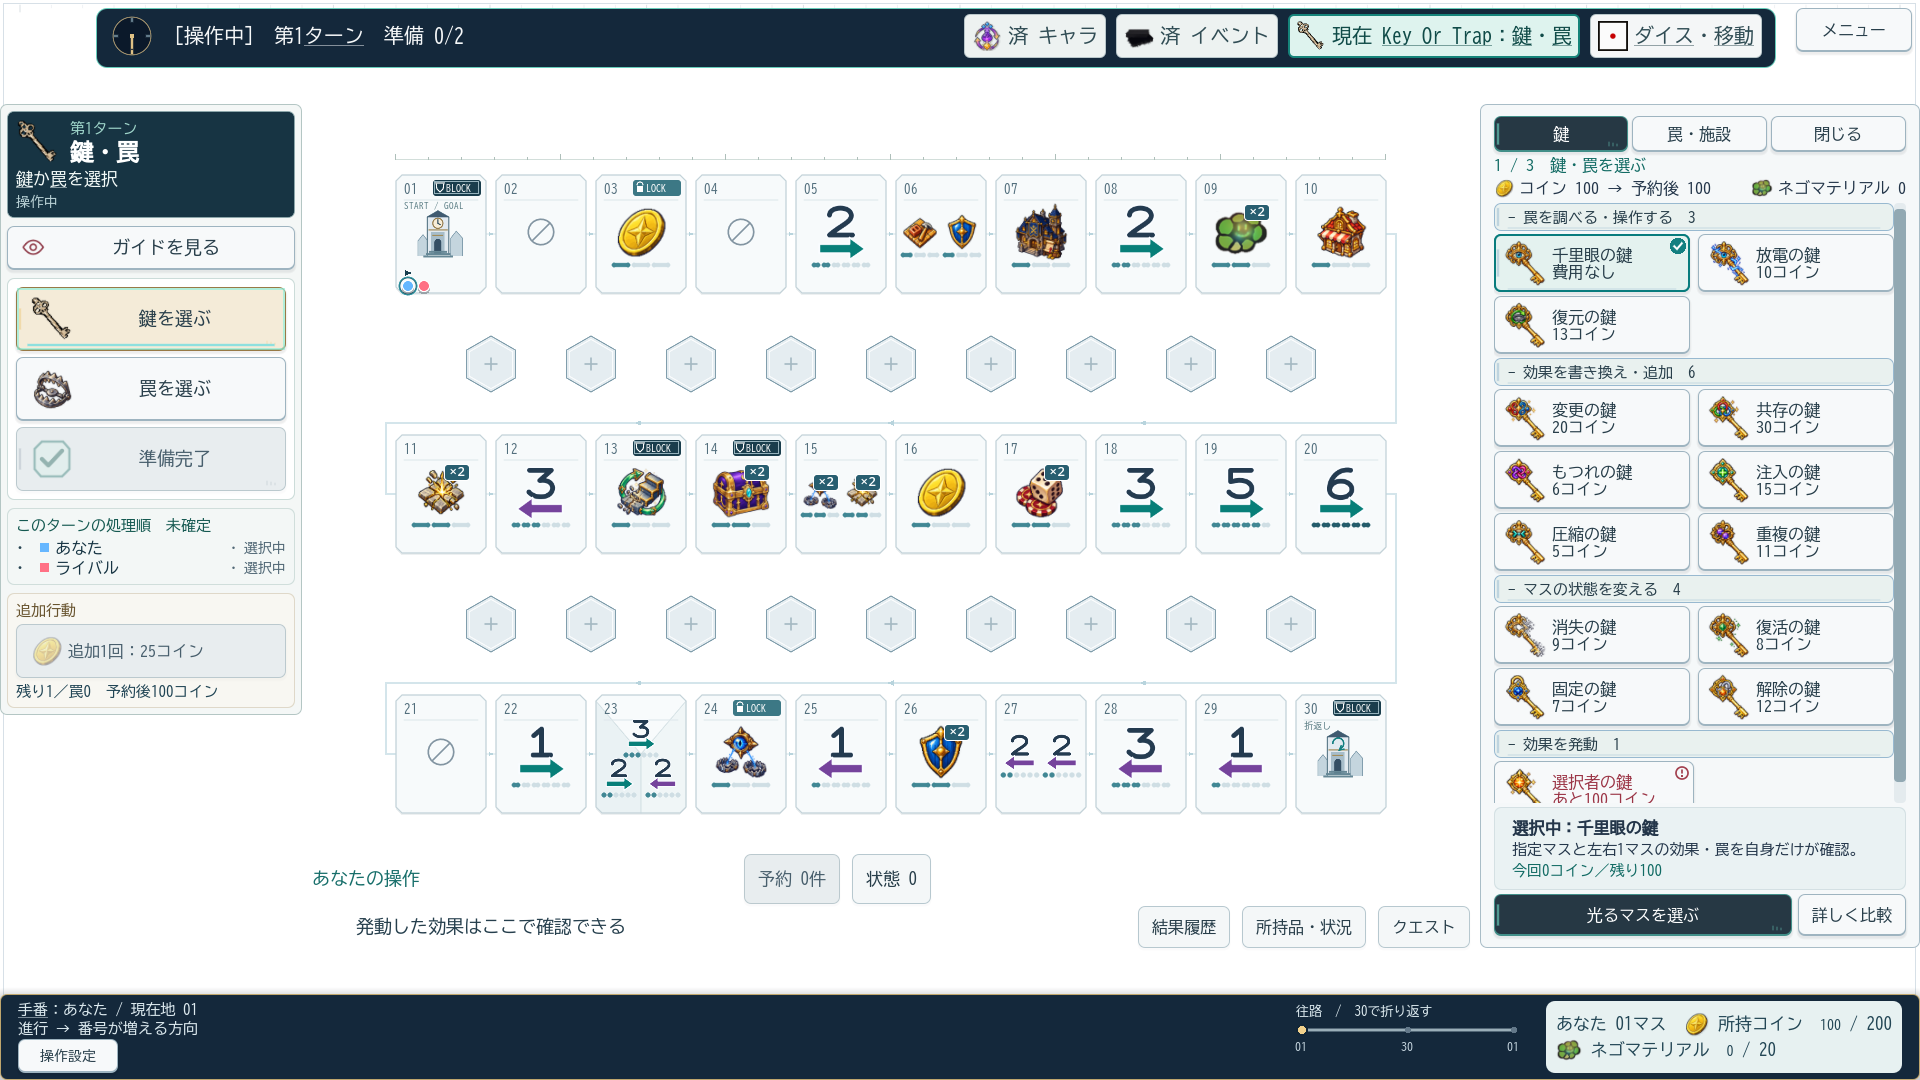 [操作中] 第1ターン 準備 0/2
済 キャラ
済 イベント
現在 Key Or Trap：鍵・罠
ダイス・移動
メニュー
第1ターン
鍵・罠
鍵か罠を選択
操作中
ガイドを見る
鍵を選ぶ
罠を選ぶ
準備完了
このターンの処理順 未確定
・ あなた ・ 選択中
・ ライバル ・ 選択中
追加行動
追加1回：25コイン
残り1／罠0 予約後100コイン
01 BLOCK
START / GOAL
02
03 LOCK
04
05
2
06
07
08
2
09
×2
10
11
×2
12
3
13 BLOCK
14 BLOCK
×2
15
×2 ×2
16
17
×2
18
3
19
5
20
6
21
22
1
23
3
2 2
24 LOCK
25
1
26
×2
27
2 2
28
3
29
1
30 BLOCK
折返し
あなたの操作
予約 0件
状態 0
発動した効果はここで確認できる
結果履歴
所持品・状況
クエスト
鍵
罠・施設
閉じる
1 / 3 鍵・罠を選ぶ
コイン 100 → 予約後 100
ネゴマテリアル 0
− 罠を調べる・操作する 3
千里眼の鍵
費用なし
放電の鍵
10コイン
復元の鍵
13コイン
− 効果を書き換え・追加 6
変更の鍵
20コイン
共存の鍵
30コイン
もつれの鍵
6コイン
注入の鍵
15コイン
圧縮の鍵
5コイン
重複の鍵
11コイン
− マスの状態を変える 4
消失の鍵
9コイン
復活の鍵
8コイン
固定の鍵
7コイン
解除の鍵
12コイン
− 効果を発動 1
選択者の鍵
あと100コイン
選択中：千里眼の鍵
指定マスと左右1マスの効果・罠を自身だけが確認。
今回0コイン／残り100
光るマスを選ぶ
詳しく比較
手番：あなた / 現在地 01
進行 → 番号が増える方向
操作設定
往路 / 30で折り返す
01 30 01
あなた 01マス 所持コイン 100 / 200
ネゴマテリアル 0 / 20